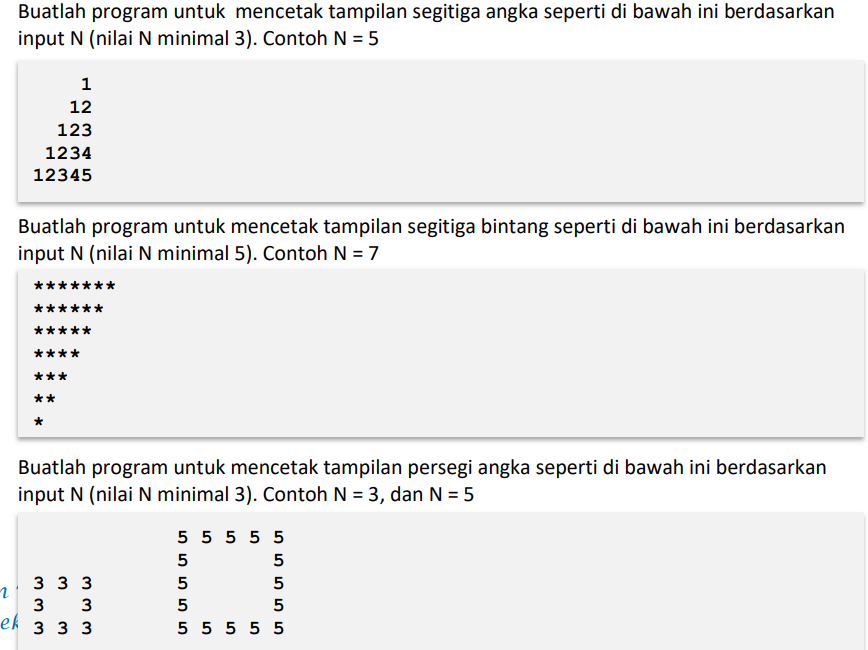 Buatlah program untuk  mencetak tampilan segitiga angka seperti di bawah ini berdasarkan
input N (nilai N minimal 3). Contoh N = 5
    1
   12
  123
 1234
12345
Buatlah program untuk mencetak tampilan segitiga bintang seperti di bawah ini berdasarkan
input N (nilai N minimal 5). Contoh N = 7
*******
******
*****
****
***
**
*
Buatlah program untuk mencetak tampilan persegi angka seperti di bawah ini berdasarkan
input N (nilai N minimal 3). Contoh N = 3, dan N = 5
            5 5 5 5 5
            5       5
3 3 3       5       5
3   3       5       5
3 3 3       5 5 5 5 5